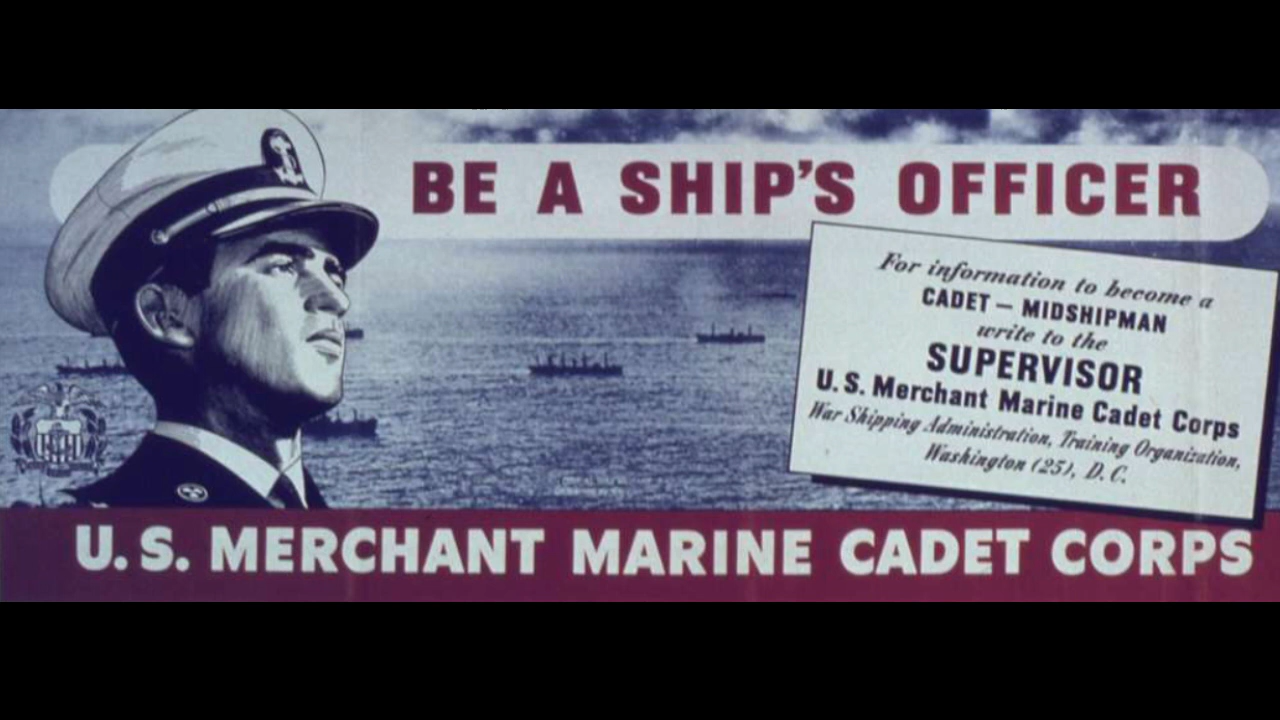 BE A SHIP'S OFFICER
For information to become a
CADET — MIDSHIPMAN
write to the
SUPERVISOR
U. S. Merchant Marine Cadet Corps
War Shipping Administration, Training Organization,
Washington (25), D. C.
U. S. MERCHANT MARINE CADET CORPS